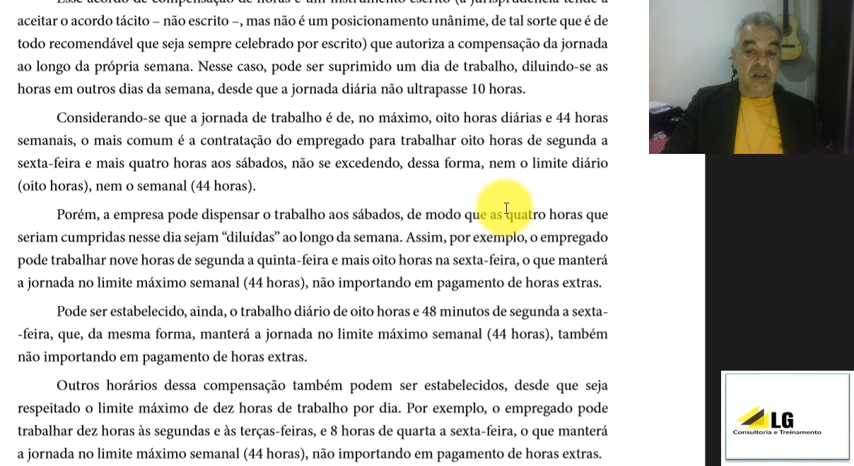 aceitar o acordo tácito – não escrito –, mas não é um posicionamento unânime, de tal sorte que é de
todo recomendável que seja sempre celebrado por escrito) que autoriza a compensação da jornada
ao longo da própria semana. Nesse caso, pode ser suprimido um dia de trabalho, diluindo-se as
horas em outros dias da semana, desde que a jornada diária não ultrapasse 10 horas.
Considerando-se que a jornada de trabalho é de, no máximo, oito horas diárias e 44 horas
semanais, o mais comum é a contratação do empregado para trabalhar oito horas de segunda a
sexta-feira e mais quatro horas aos sábados, não se excedendo, dessa forma, nem o limite diário
(oito horas), nem o semanal (44 horas).
Porém, a empresa pode dispensar o trabalho aos sábados, de modo que as quatro horas que
seriam cumpridas nesse dia sejam “diluídas” ao longo da semana. Assim, por exemplo, o empregado
pode trabalhar nove horas de segunda a quinta-feira e mais oito horas na sexta-feira, o que manterá
a jornada no limite máximo semanal (44 horas), não importando em pagamento de horas extras.
Pode ser estabelecido, ainda, o trabalho diário de oito horas e 48 minutos de segunda a sexta-
-feira, que, da mesma forma, manterá a jornada no limite máximo semanal (44 horas), também
não importando em pagamento de horas extras.
Outros horários dessa compensação também podem ser estabelecidos, desde que seja
respeitado o limite máximo de dez horas de trabalho por dia. Por exemplo, o empregado pode
trabalhar dez horas às segundas e às terças-feiras, e 8 horas de quarta a sexta-feira, o que manterá
a jornada no limite máximo semanal (44 horas), não importando em pagamento de horas extras.
LG
Consultoria e Treinamento